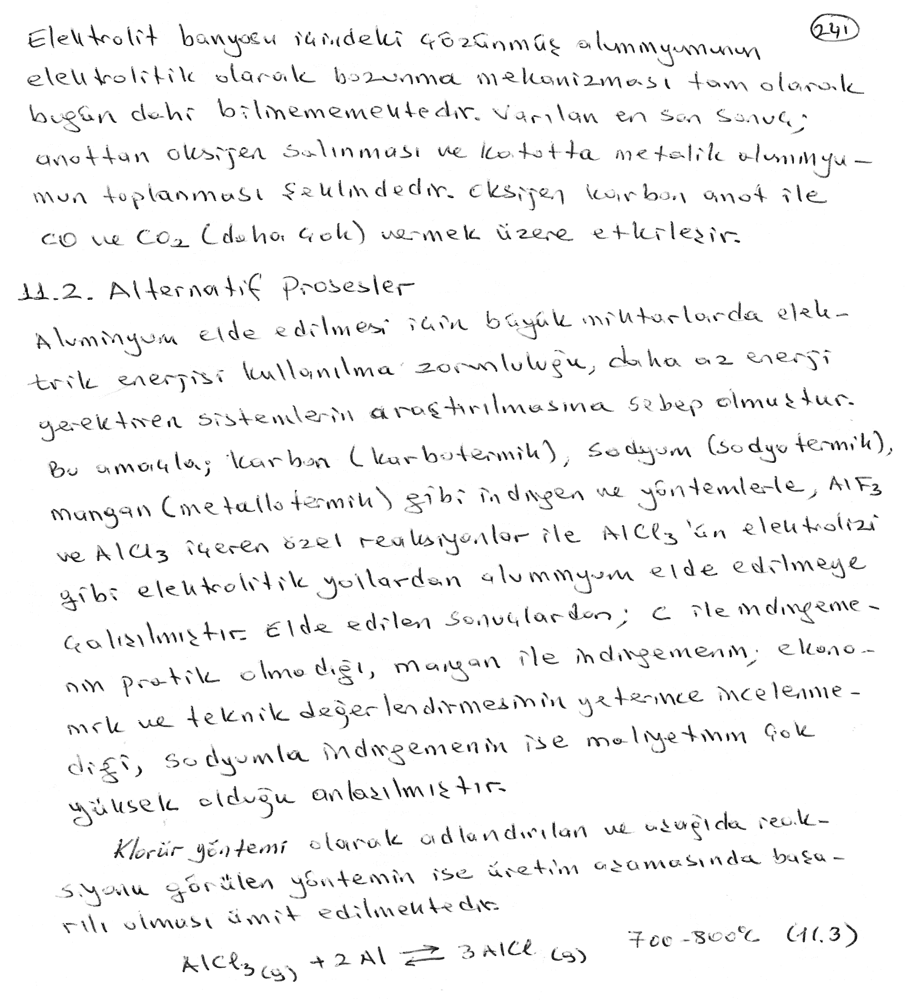 241
Elektrolit banyosu içindeki çözünmüş aluminyumunun
elektrolitik olarak bozunma mekanizması tam olarak
bugün dahi bilinememektedir. Varılan en son sonuç;
anottan oksijen salınması ve katotta metalik aluminyu-
mun toplanması şeklindedir. Oksijen karbon anot ile
CO ve CO₂ (daha çok) vermek üzere etkileşir.
11.2. Alternatif Prosesler
Aluminyum elde edilmesi için büyük miktarlarda elek-
trik enerjisi kullanılma zorunluluğu, daha az enerji
gerektiren sistemlerin araştırılmasına sebep olmuştur.
Bu amaçla; karbon (karbotermik), sodyum (sodyotermik),
mangan (metallotermik) gibi indirgen ve yöntemlerle, AlF₃
ve AlCl₃ içeren özel reaksiyonlar ile AlCl₃'ün elektrolizi
gibi elektrolitik yollardan aluminyum elde edilmeye
çalışılmıştır. Elde edilen sonuçlardan; C ile indirgeme-
nin pratik olmadığı, mangan ile indirgemenin; ekono-
mik ve teknik değerlendirmesinin yeterince incelenme-
diği, sodyumla indirgemenin ise maliyetinin çok
yüksek olduğu anlaşılmıştır.
Klorür yöntemi olarak adlandırılan ve aşağıda reak-
siyonu görülen yöntemin ise üretim aşamasında başa-
rılı olması ümit edilmektedir.
AlCl₃(g) + 2 Al ⇄ 3 AlCl (g) 700-800°C (11.3)